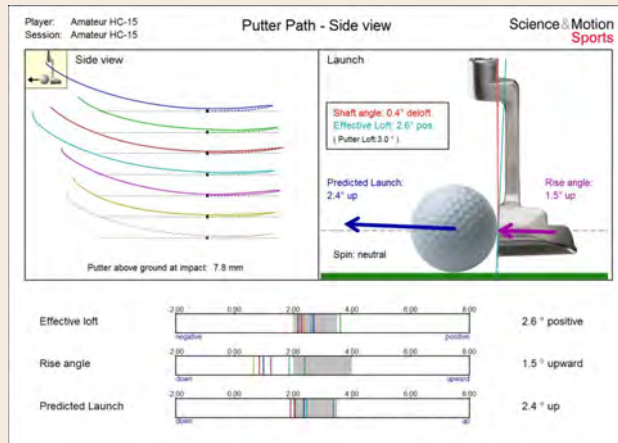 Player: Amateur HC-15
Session: Amateur HC-15
Putter Path - Side view
Science&Motion
Sports
Side view
Putter above ground at impact: 7.8 mm
Launch
Shaft angle: 0.4° deloft.
Effective Loft: 2.6° pos.
( Putter Loft:3.0 ° )
Predicted Launch:
2.4° up
Rise angle:
1.5° up
Spin: neutral
Effective loft
-2.00 0.00 2.00 4.00 6.00 8.00
negative positive
2.6 ° positive
Rise angle
-2.00 0.00 2.00 4.00 6.00 8.00
down upward
1.5 ° upward
Predicted Launch
-2.00 0.00 2.00 4.00 6.00 8.00
down up
2.4 ° up